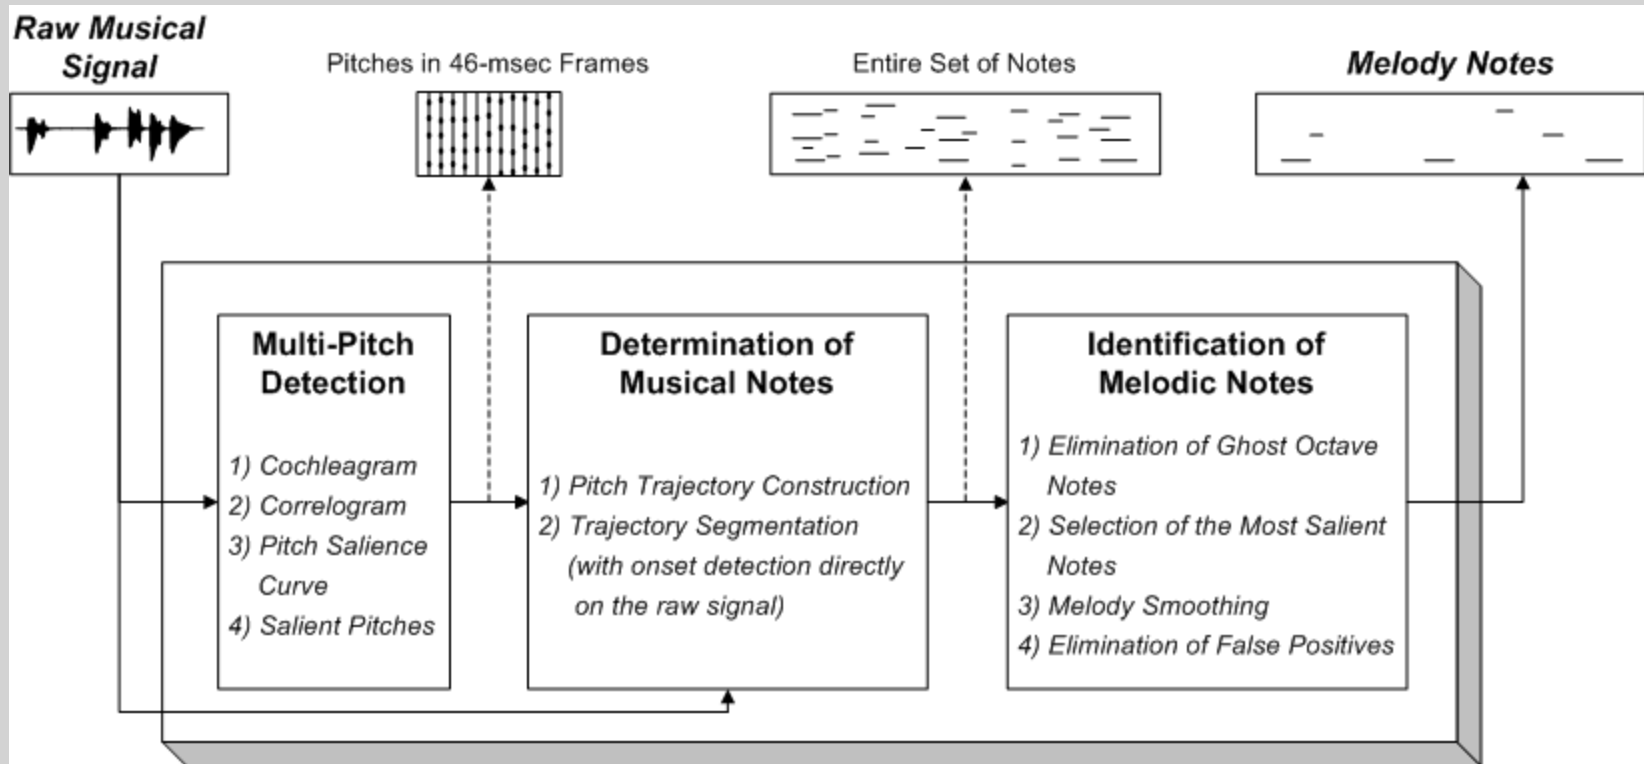 Raw Musical
Signal
Pitches in 46-msec Frames
Entire Set of Notes
Melody Notes
Multi-Pitch
Detection
1) Cochleagram
2) Correlogram
3) Pitch Salience
Curve
4) Salient Pitches
Determination of
Musical Notes
1) Pitch Trajectory Construction
2) Trajectory Segmentation
(with onset detection directly
on the raw signal)
Identification of
Melodic Notes
1) Elimination of Ghost Octave
Notes
2) Selection of the Most Salient
Notes
3) Melody Smoothing
4) Elimination of False Positives